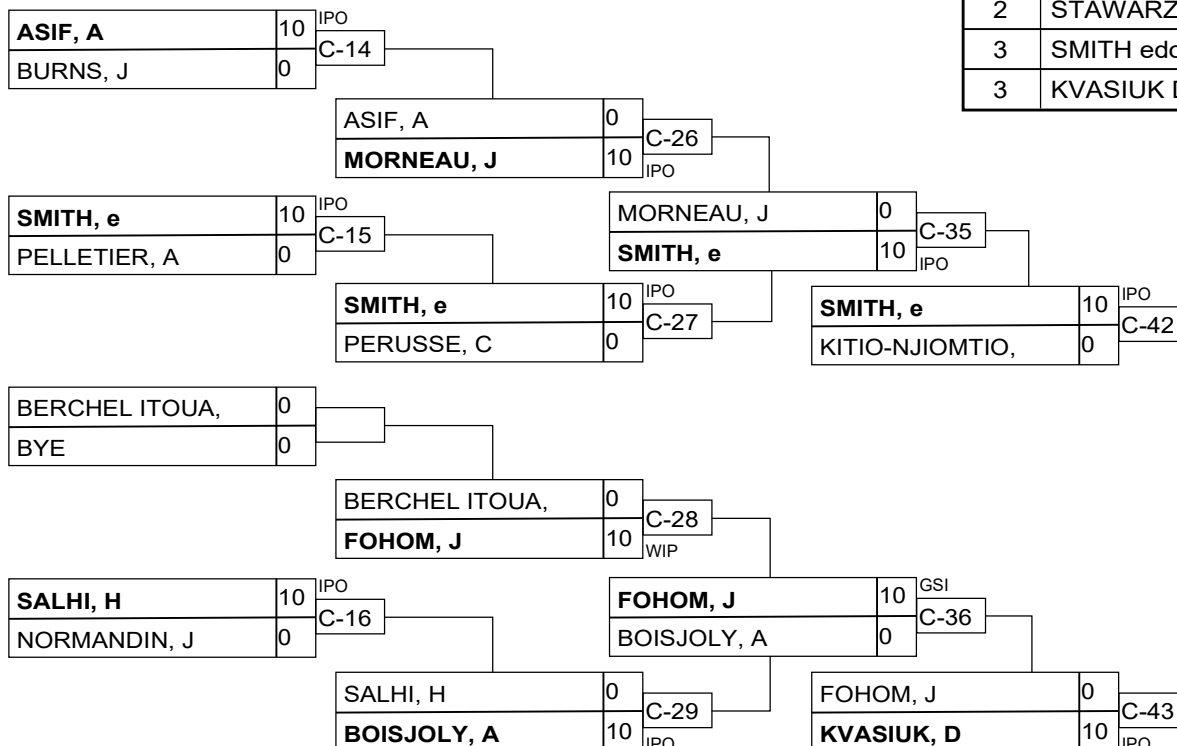 2 STAWARZ
3 SMITH edo
3 KVASIUK
ASIF, A 10 IPO
C-14
BURNS, J 0
ASIF, A 0
C-26
MORNEAU, J 10 IPO
SMITH, e 10 IPO
C-15
PELLETIER, A 0
MORNEAU, J 0
C-35
SMITH, e 10 IPO
SMITH, e 10 IPO
C-27
PERUSSE, C 0
SMITH, e 10 IPO
C-42
KITIO-NJIOMTIO, 0
BERCHEL ITOUA, 0
BYE 0
BERCHEL ITOUA, 0
C-28
FOHOM, J 10 WIP
SALHI, H 10 IPO
C-16
NORMANDIN, J 0
FOHOM, J 10 GSI
C-36
BOISJOLY, A 0
SALHI, H 0
C-29
BOISJOLY, A 10 IPO
FOHOM, J 0
C-43
KVASIUK, D 10 IPO